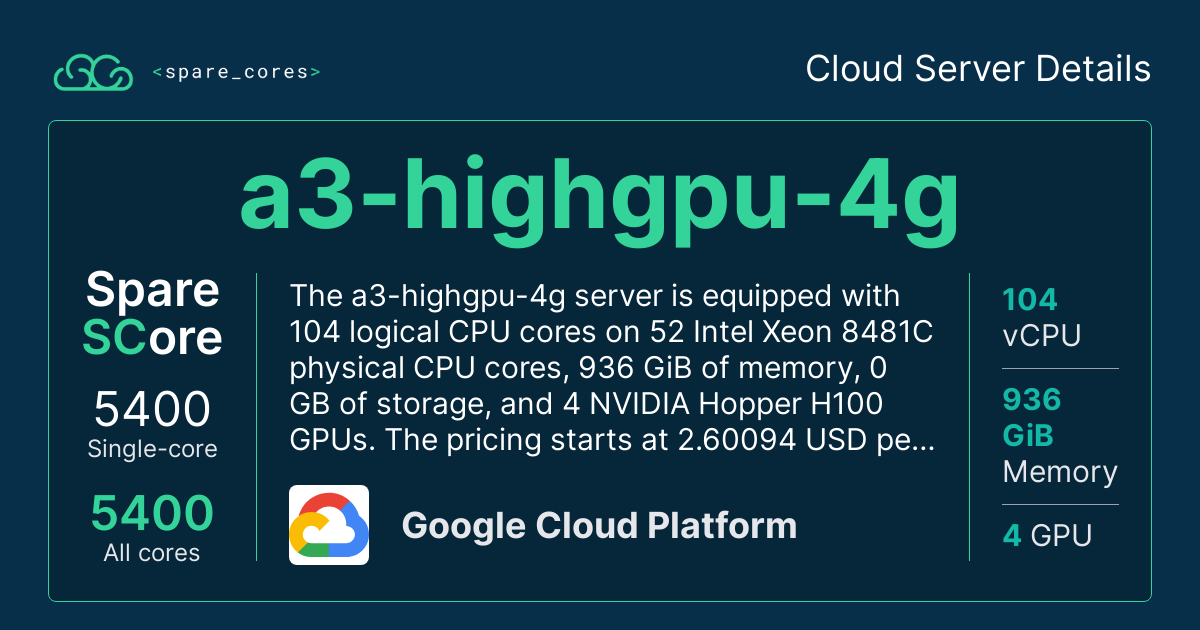 <spare_cores>
Cloud Server Details
a3-highgpu-4g
Spare
SCore
5400
Single-core
5400
All cores
The a3-highgpu-4g server is equipped with
104 logical CPU cores on 52 Intel Xeon 8481C
physical CPU cores, 936 GiB of memory, 0
GB of storage, and 4 NVIDIA Hopper H100
GPUs. The pricing starts at 2.60094 USD pe...
Google Cloud Platform
104
vCPU
936
GiB
Memory
4 GPU